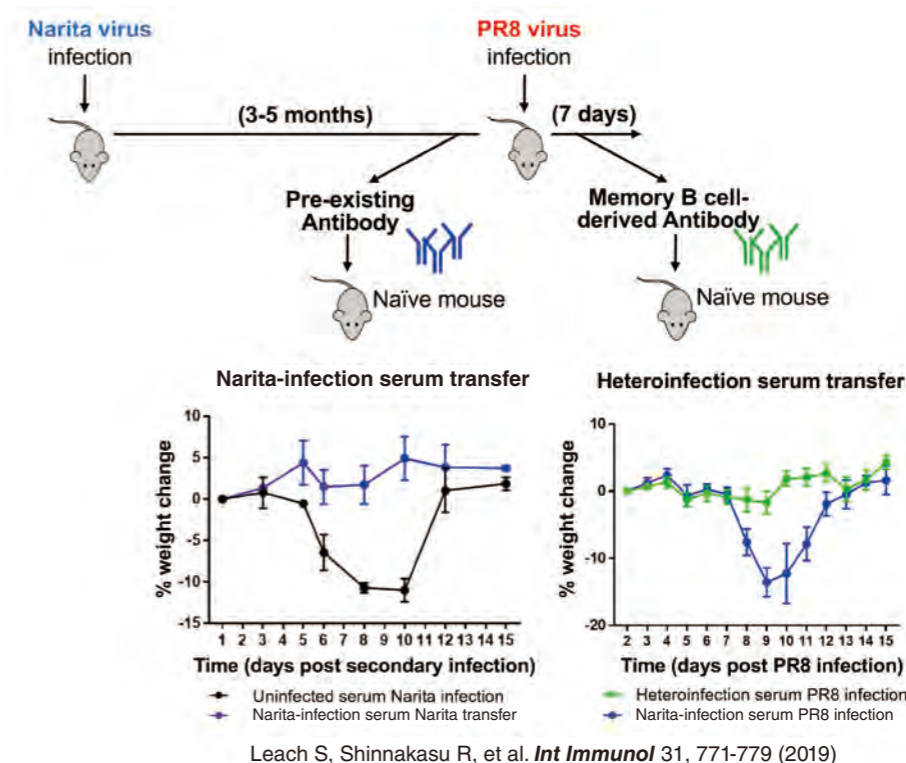 Narita virus
infection
PR8 virus
infection
(3-5 months)
(7 days)
Pre-existing
Antibody
Memory B cell-
derived Antibody
Naïve mouse
Naïve mouse
Narita-infection serum transfer
Heteroinfection serum transfer
% weight change
10
5
0
-5
-10
-15
1 2 3 4 5 6 7 8 9 10 11 12 13 14 15
Time (days post secondary infection)
Uninfected serum Narita infection
Narita-infection serum Narita transfer
% weight change
10
0
-10
-20
2 3 4 5 6 7 8 9 10 11 12 13 14 15
Time (days post PR8 infection)
Heteroinfection serum PR8 infection
Narita-infection serum PR8 infection
Leach S, Shinnakasu R, et al. Int Immunol 31, 771-779 (2019)